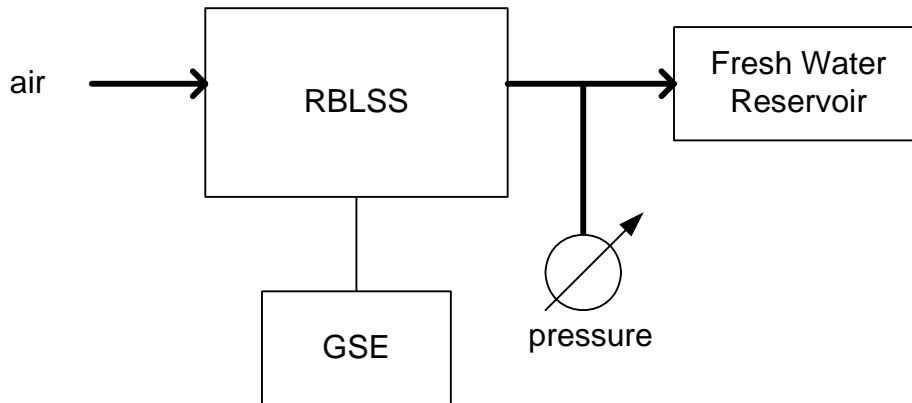 air
RBLSS
Fresh Water
Reservoir
GSE
pressure